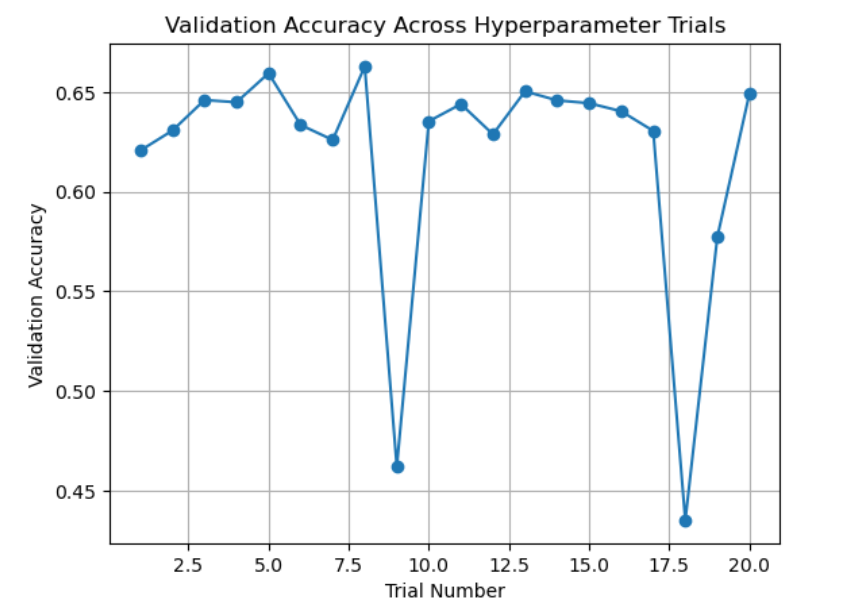 Validation Accuracy Across Hyperparameter Trials
0.65
0.60
0.55
0.50
0.45
Validation Accuracy
2.5 5.0 7.5 10.0 12.5 15.0 17.5 20.0
Trial Number